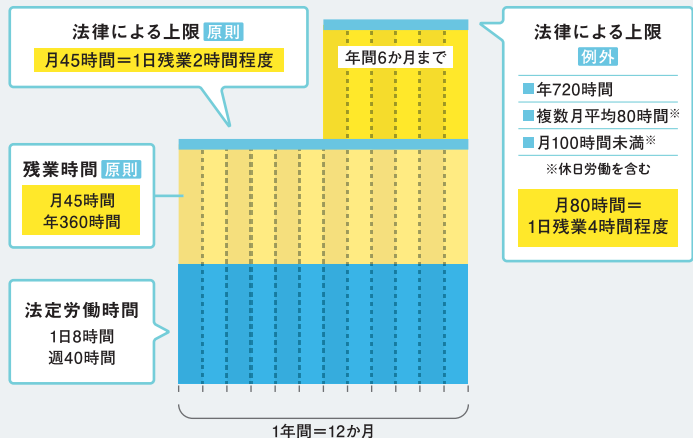 法律による上限 原則
月45時間＝1日残業2時間程度
年間6か月まで
法律による上限
例外
■年720時間
■複数月平均80時間※
■月100時間未満※
※休日労働を含む
月80時間＝
1日残業4時間程度
残業時間 原則
月45時間
年360時間
法定労働時間
1日8時間
週40時間
1年間＝12か月